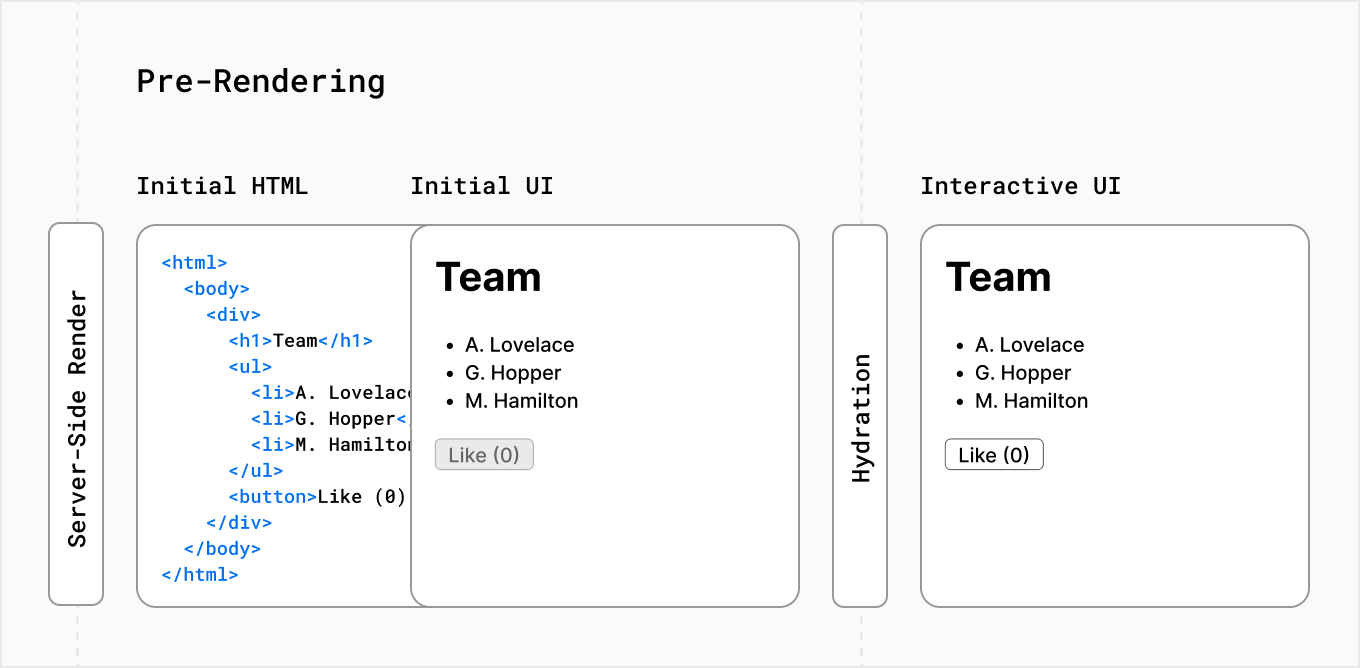 Pre-Rendering
Initial HTML
Initial UI
Interactive UI
Server-Side Render
<html>
<body>
<div>
<h1>Team</h1>
<ul>
<li>A. Lovelace
<li>G. Hopper<
<li>M. Hamilton
</ul>
<button>Like (0)
</div>
</body>
</html>
Team
• A. Lovelace
• G. Hopper
• M. Hamilton
Like (0)
Hydration
Team
• A. Lovelace
• G. Hopper
• M. Hamilton
Like (0)